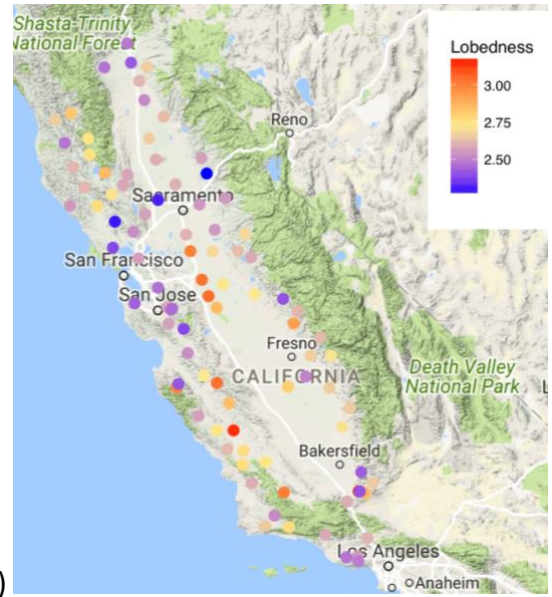 Shasta-Trinity
National Forest
Lobedness
3.00
2.75
2.50
Reno
Sacramento
San Francisco
San Jose
Fresno
CALIFORNIA
Death Valley
National Park
L
Bakersfield
Los Angeles
Anaheim
)